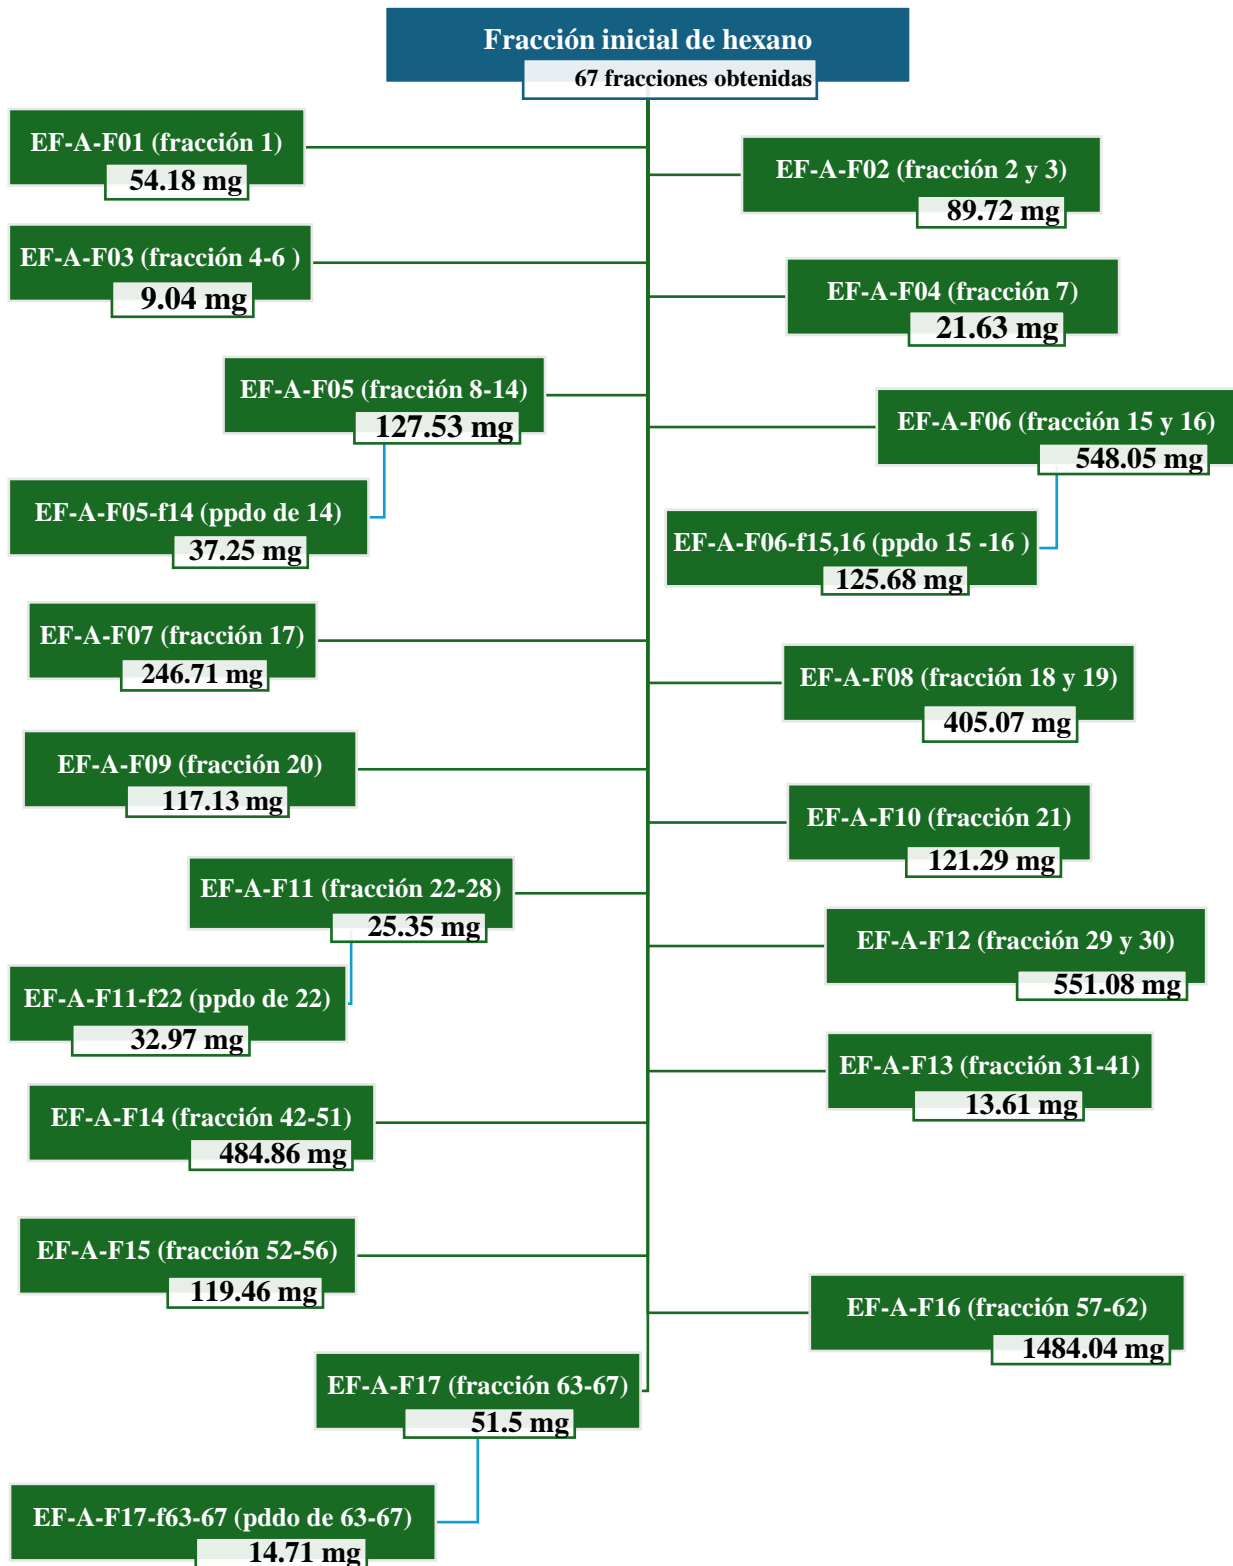 Fracción inicial de hexano
67 fracciones obtenidas
EF-A-F01 (fracción 1)
54.18 mg
EF-A-F02 (fracción 2 y 3)
89.72 mg
EF-A-F03 (fracción 4-6 )
9.04 mg
EF-A-F04 (fracción 7)
21.63 mg
EF-A-F05 (fracción 8-14)
127.53 mg
EF-A-F06 (fracción 15 y 16)
548.05 mg
EF-A-F05-f14 (ppdo de 14)
37.25 mg
EF-A-F06-f15,16 (ppdo 15 -16 )
125.68 mg
EF-A-F07 (fracción 17)
246.71 mg
EF-A-F08 (fracción 18 y 19)
405.07 mg
EF-A-F09 (fracción 20)
117.13 mg
EF-A-F10 (fracción 21)
121.29 mg
EF-A-F11 (fracción 22-28)
25.35 mg
EF-A-F12 (fracción 29 y 30)
551.08 mg
EF-A-F11-f22 (ppdo de 22)
32.97 mg
EF-A-F13 (fracción 31-41)
13.61 mg
EF-A-F14 (fracción 42-51)
484.86 mg
EF-A-F15 (fracción 52-56)
119.46 mg
EF-A-F16 (fracción 57-62)
1484.04 mg
EF-A-F17 (fracción 63-67)
51.5 mg
EF-A-F17-f63-67 (pddo de 63-67)
14.71 mg